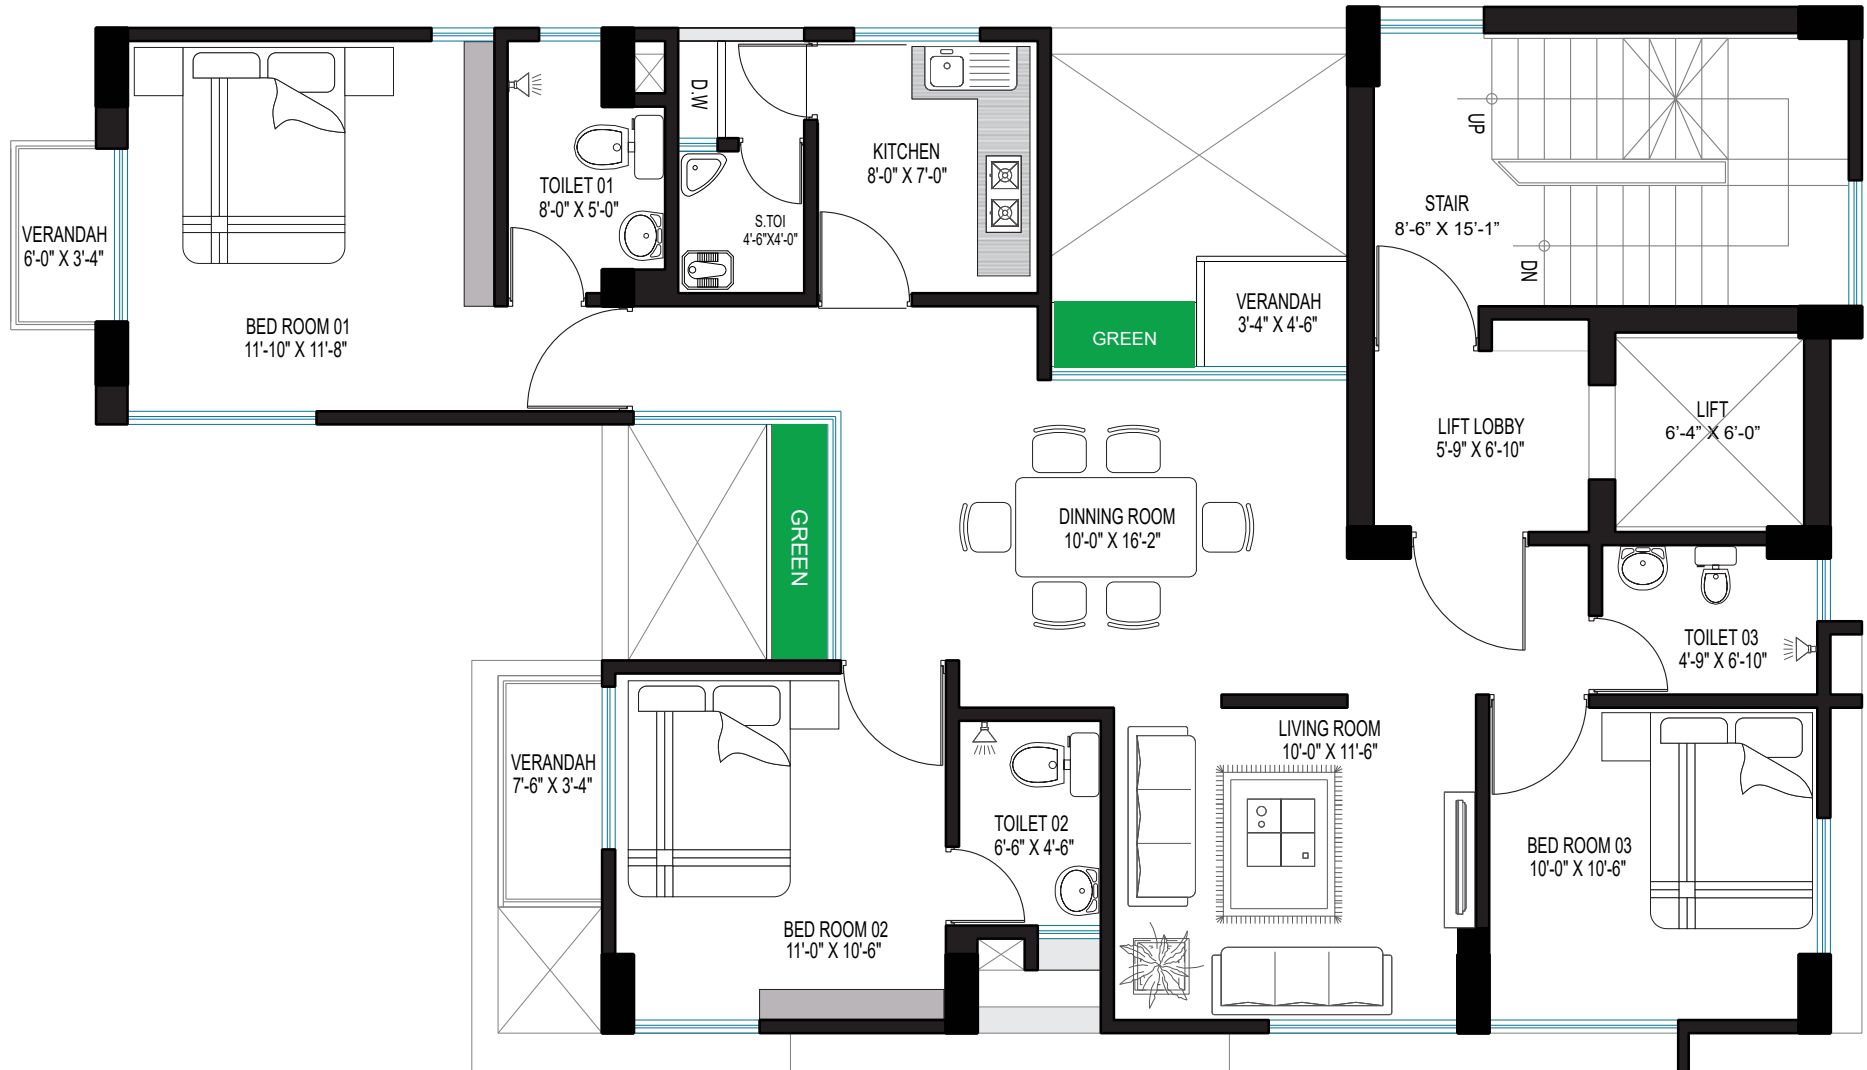 D.W
UP
KITCHEN
8'-0" X 7'-0"
TOILET 01
8'-0" X 5'-0"
STAIR
8'-6" X 15'-1"
S.TOI
4'-6"X4'-0"
VERANDAH
6'-0" X 3'-4"
DN
VERANDAH
3'-4" X 4'-6"
BED ROOM 01
11'-10" X 11'-8"
GREEN
LIFT
6'-4" X 6'-0"
LIFT LOBBY
5'-9" X 6'-10"
DINNING ROOM
10'-0" X 16'-2"
GREEN
TOILET 03
4'-9" X 6'-10"
LIVING ROOM
10'-0" X 11'-6"
VERANDAH
7'-6" X 3'-4"
TOILET 02
6'-6" X 4'-6"
BED ROOM 03
10'-0" X 10'-6"
BED ROOM 02
11'-0" X 10'-6"